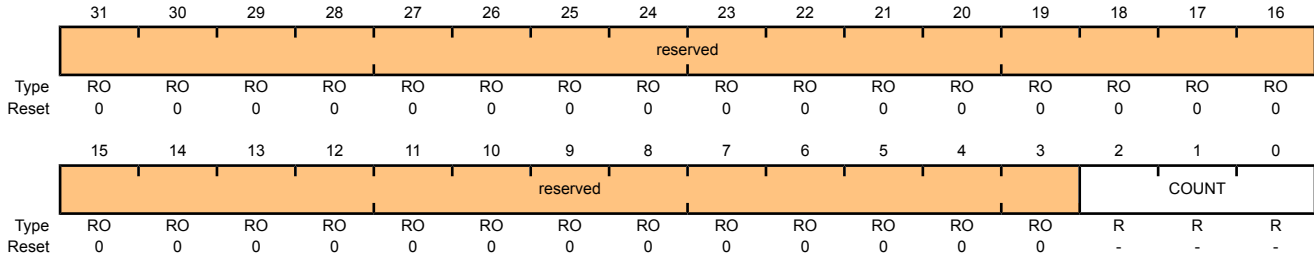 31 30 29 28 27 26 25 24 23 22 21 20 19 18 17 16
reserved
Type RO RO RO RO RO RO RO RO RO RO RO RO RO RO RO RO
Reset 0 0 0 0 0 0 0 0 0 0 0 0 0 0 0 0
15 14 13 12 11 10 9 8 7 6 5 4 3 2 1 0
reserved COUNT
Type RO RO RO RO RO RO RO RO RO RO RO RO RO R R R
Reset 0 0 0 0 0 0 0 0 0 0 0 0 0 - - -